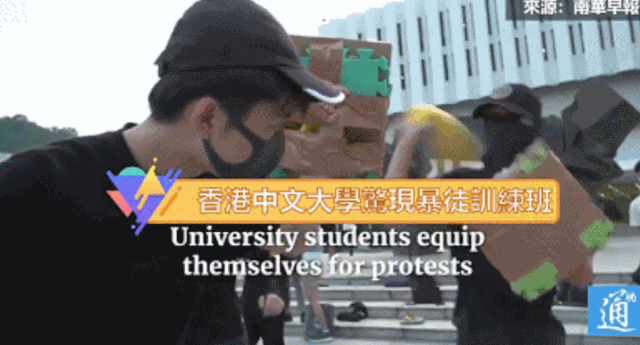 來源：南華早報
香港中文大學驚現暴徒訓練班
University students equip
themselves for protests
通